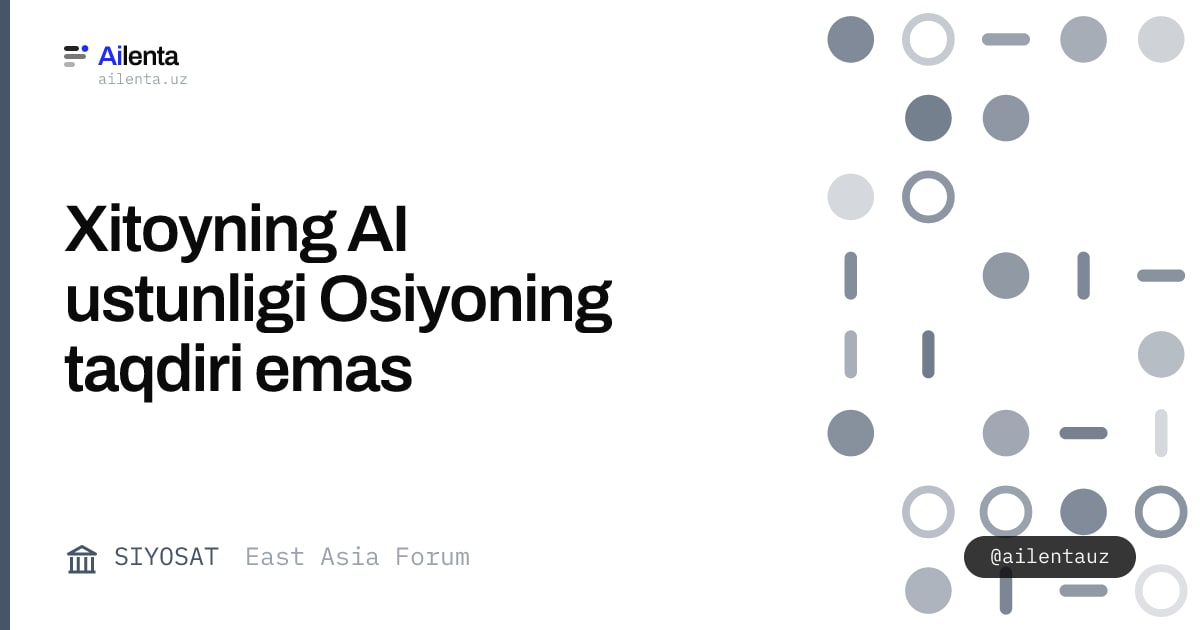 Ailenta
ailenta.uz
Xitoyning AI
ustunligi Osiyoning
taqdiri emas
SIYOSAT East Asia Forum
@ailentauz